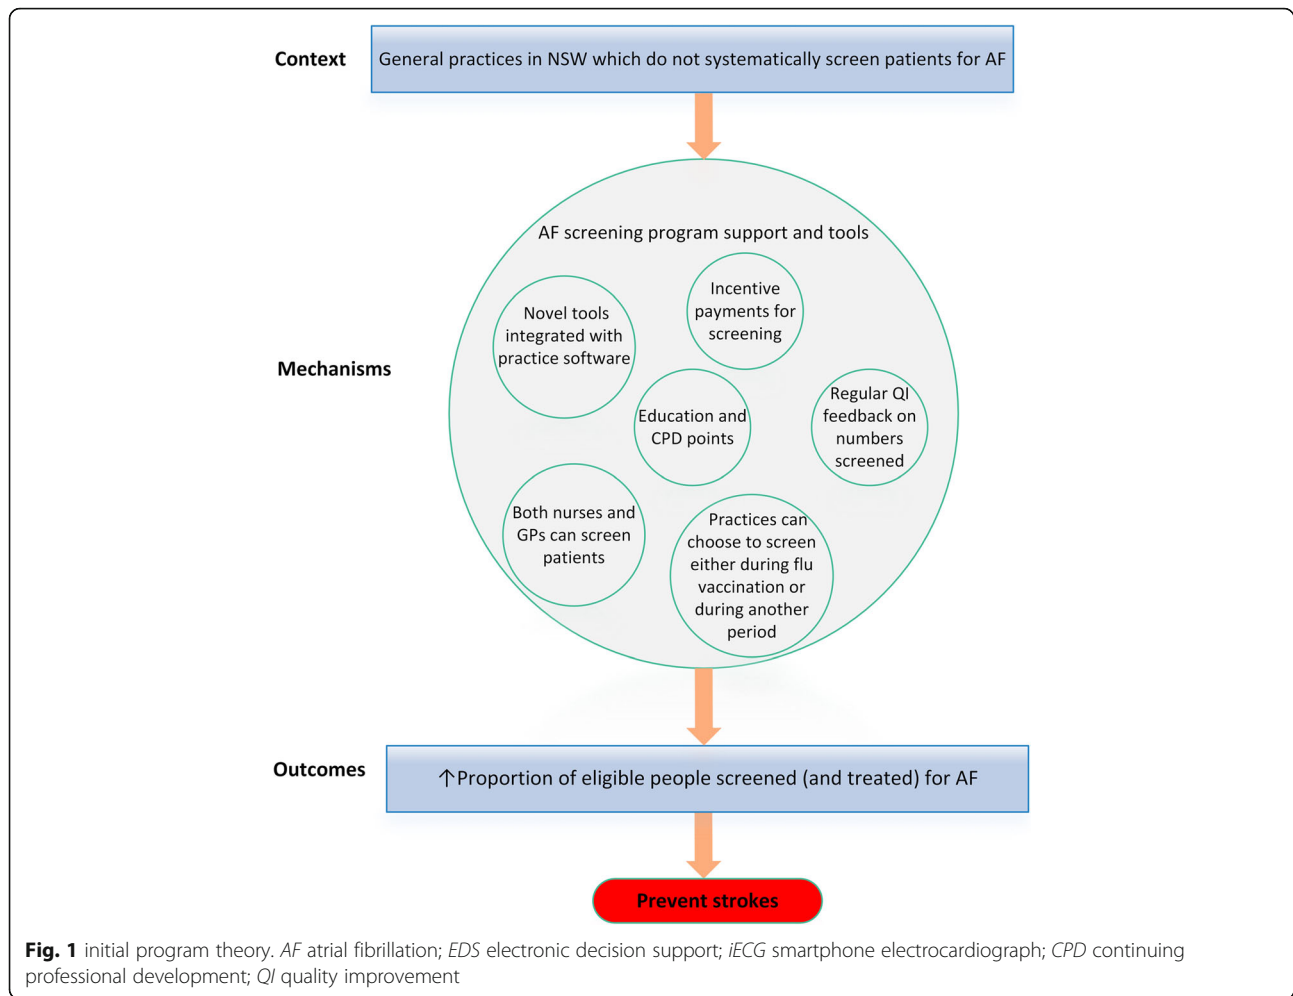 Context
General practices in NSW which do not systematically screen patients for AF
Mechanisms
AF screening program support and tools
Novel tools
integrated with
practice software
Incentive
payments for
screening
Education and
CPD points
Regular QI
feedback on
numbers
screened
Both nurses and
GPs can screen
patients
Practices can
choose to screen
either during flu
vaccination or
during another
period
Outcomes
↑Proportion of eligible people screened (and treated) for AF
Prevent strokes
Fig. 1 initial program theory. AF atrial fibrillation; EDS electronic decision support; iECG smartphone electrocardiograph; CPD continuing
professional development; QI quality improvement